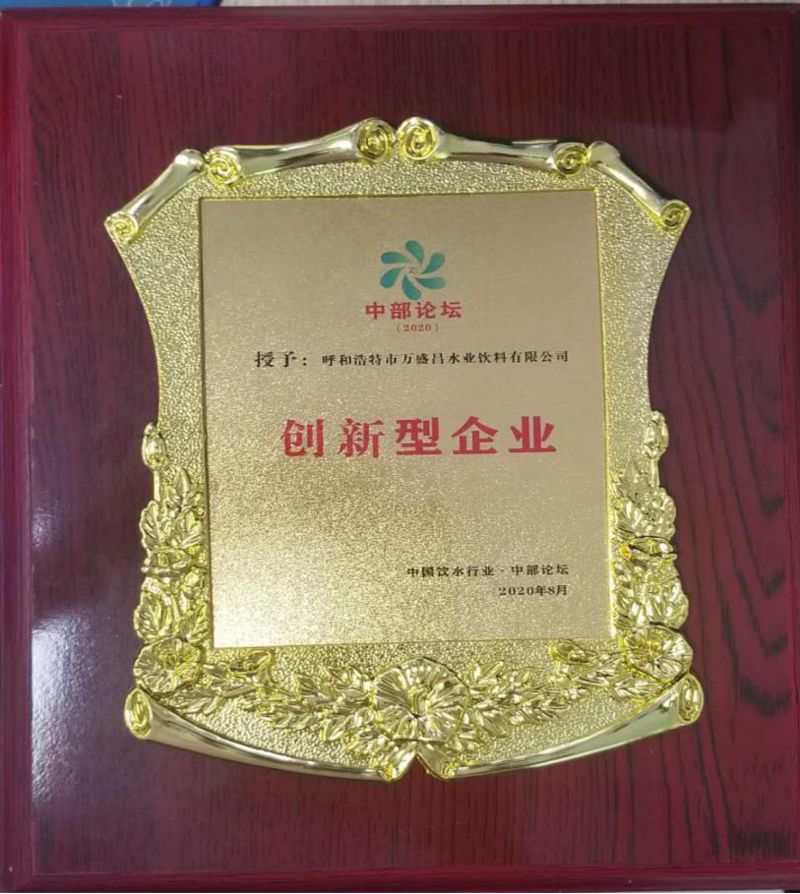 中部论坛
（2020）
授予：呼和浩特市万盛昌水业饮料有限公司
创新型企业
中国饮水行业·中部论坛
2020年8月